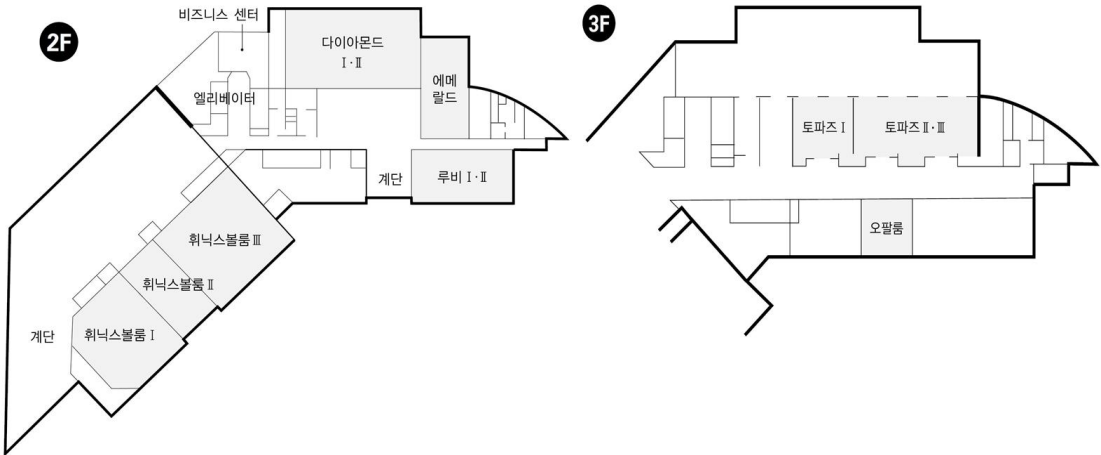 2F
비즈니스 센터
다이아몬드
Ⅰ·Ⅱ
에메
랄드
엘리베이터
계단
루비 Ⅰ·Ⅱ
휘닉스볼룸 Ⅲ
휘닉스볼룸 Ⅱ
휘닉스볼룸 Ⅰ
계단
3F
토파즈 Ⅰ
토파즈 Ⅱ·Ⅲ
오팔룸